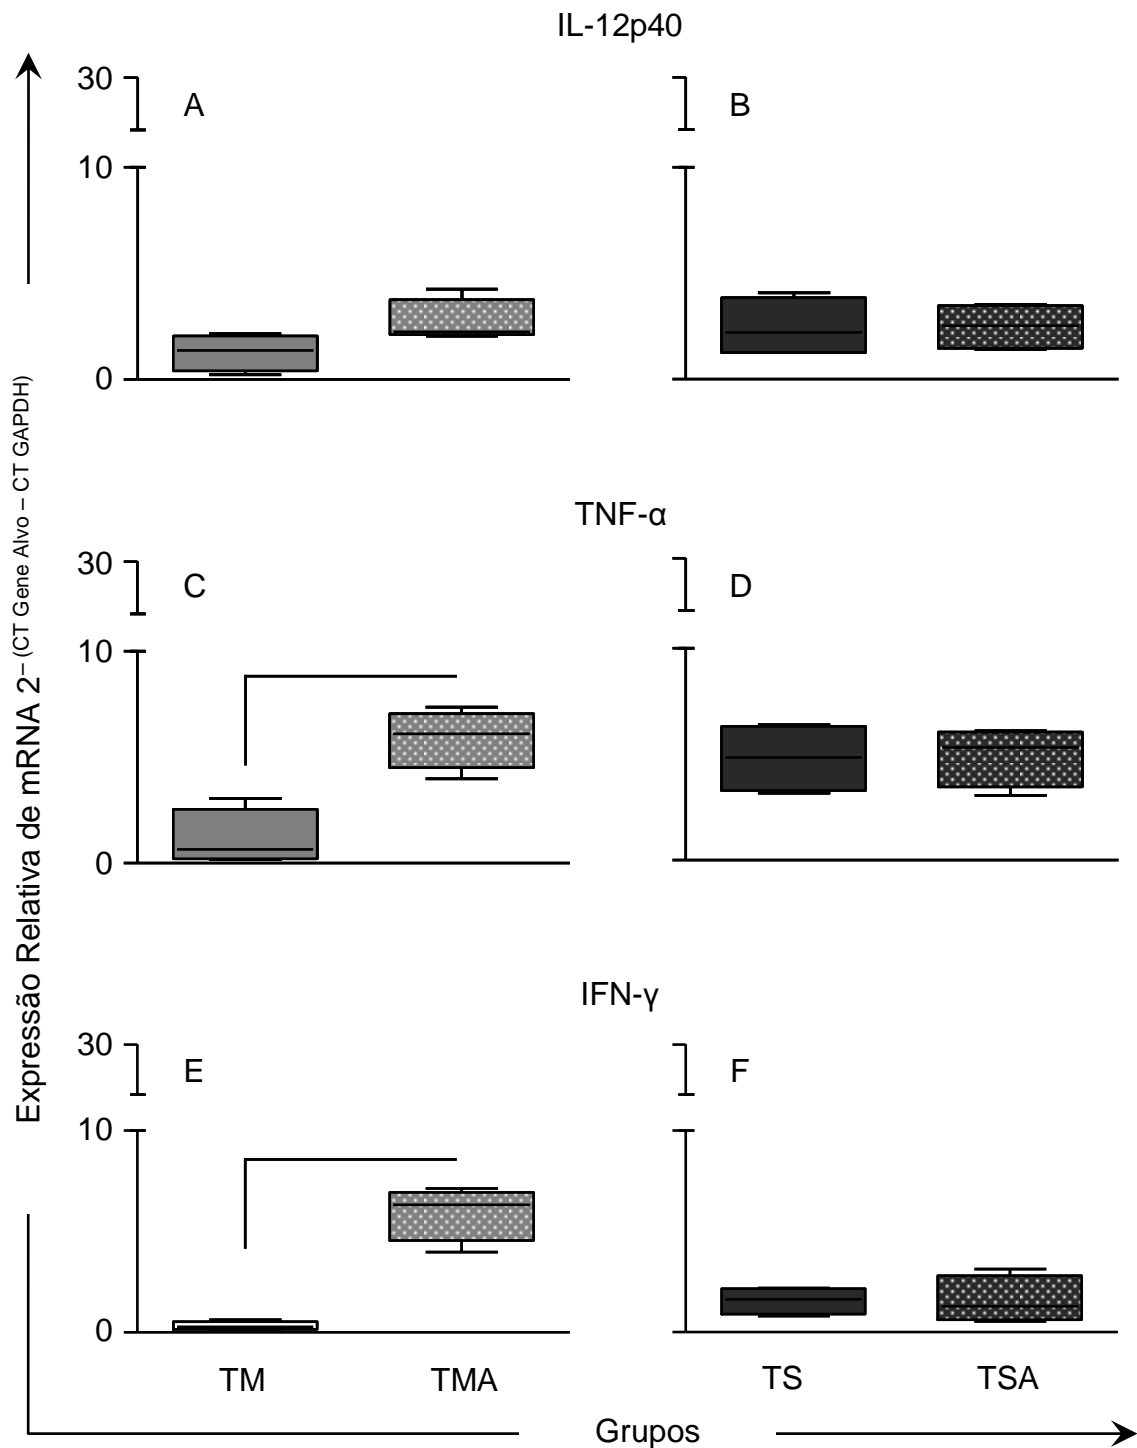 IL-12p40
30
A
B
10
0
TNF-α
30
C
D
10
0
IFN-γ
30
E
F
10
0
TM
TMA
TS
TSA
Grupos
Expressão Relativa de mRNA 2– (CT Gene Alvo – CT GAPDH)